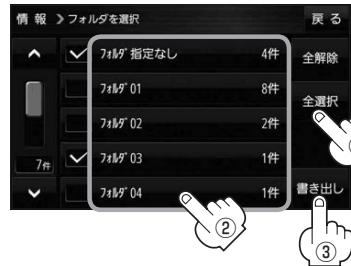 情報 ❯フォルダを選択 戻る
フォルダ指定なし 4件 全解除
フォルダ01 8件
全選択
フォルダ02 2件
7件 フォルダ03 1件
フォルダ04 1件 書き出し
②
③